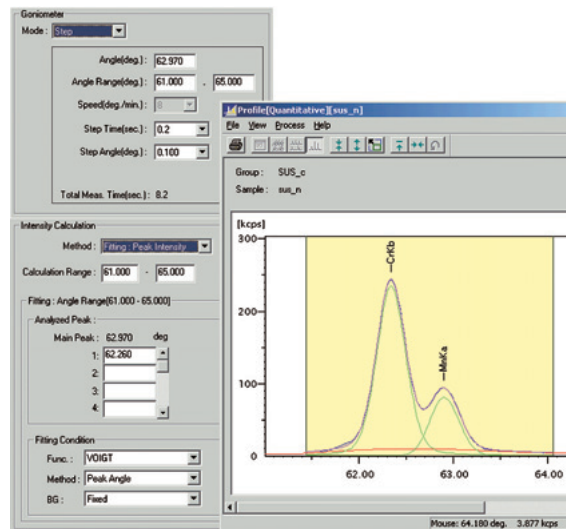 Goniometer
Mode : Step
Angle(deg.) : 62.970
Angle Range(deg.) : 61.000 - 65.000
Speed(deg./min.) : 8
Step Time(sec.) : 0.2
Step Angle(deg.) : 0.100
Total Meas. Time(sec.) : 8.2
Intensity Calculation
Method : Fitting : Peak Intensity
Calculation Range : 61.000 - 65.000
Fitting : Angle Range[61.000 - 65.000]
Analyzed Peak :
Main Peak : 62.970 deg
1: 62.260
2:
3:
4:
Fitting Condition
Func. : VOIGT
Method : Peak Angle
BG : Fixed
Profile[Quantitative][sus_n]
File View Process Help
Group : SUS_c
Sample : sus_n
[kcps]
300
200
100
0
CrKb
MnKa
62.00 63.00 64.00
Mouse: 64.180 deg. 3.877 kcps